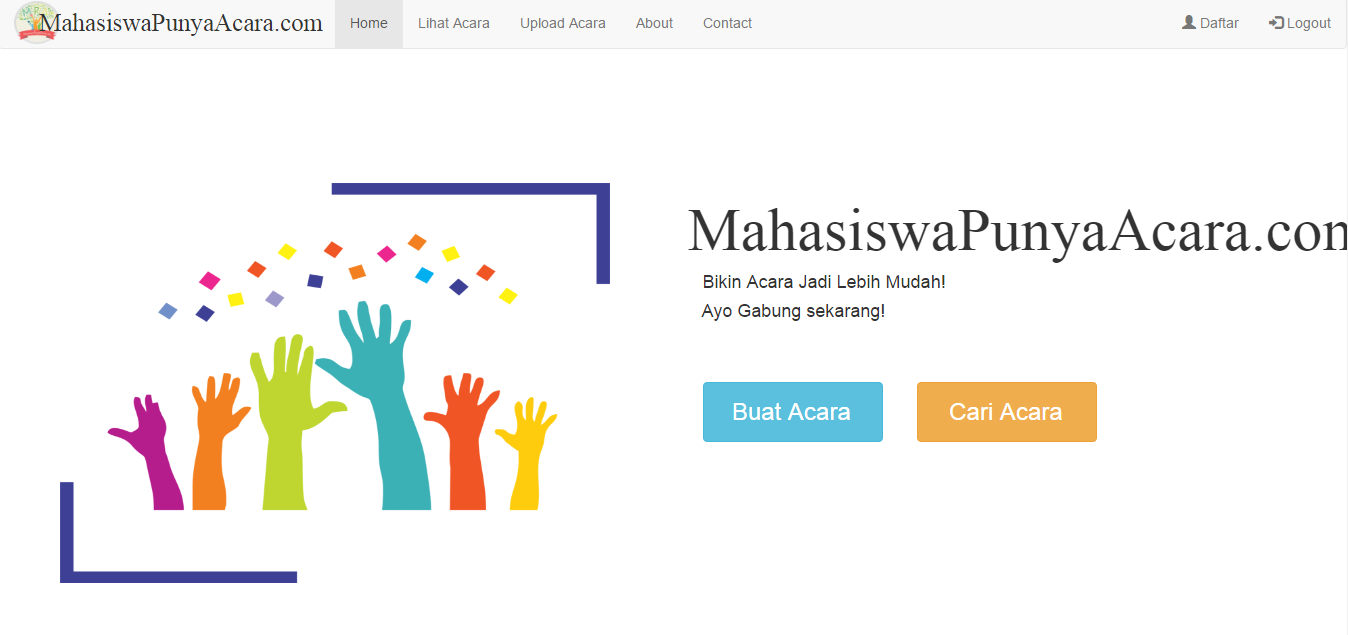 MahasiswaPunyaAcara.com
Home Lihat Acara Upload Acara About Contact Daftar Logout
MahasiswaPunyaAcara.con
Bikin Acara Jadi Lebih Mudah!
Ayo Gabung sekarang!
Buat Acara Cari Acara